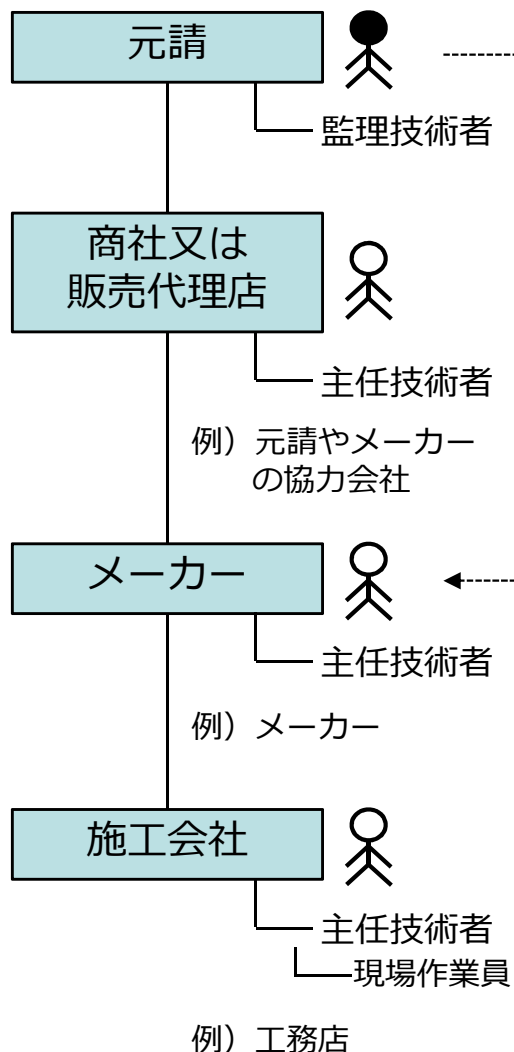 元請
監理技術者
商社又は
販売代理店
主任技術者
例）元請やメーカー
の協力会社
メーカー
主任技術者
例）メーカー
施工会社
主任技術者
現場作業員
例）工務店